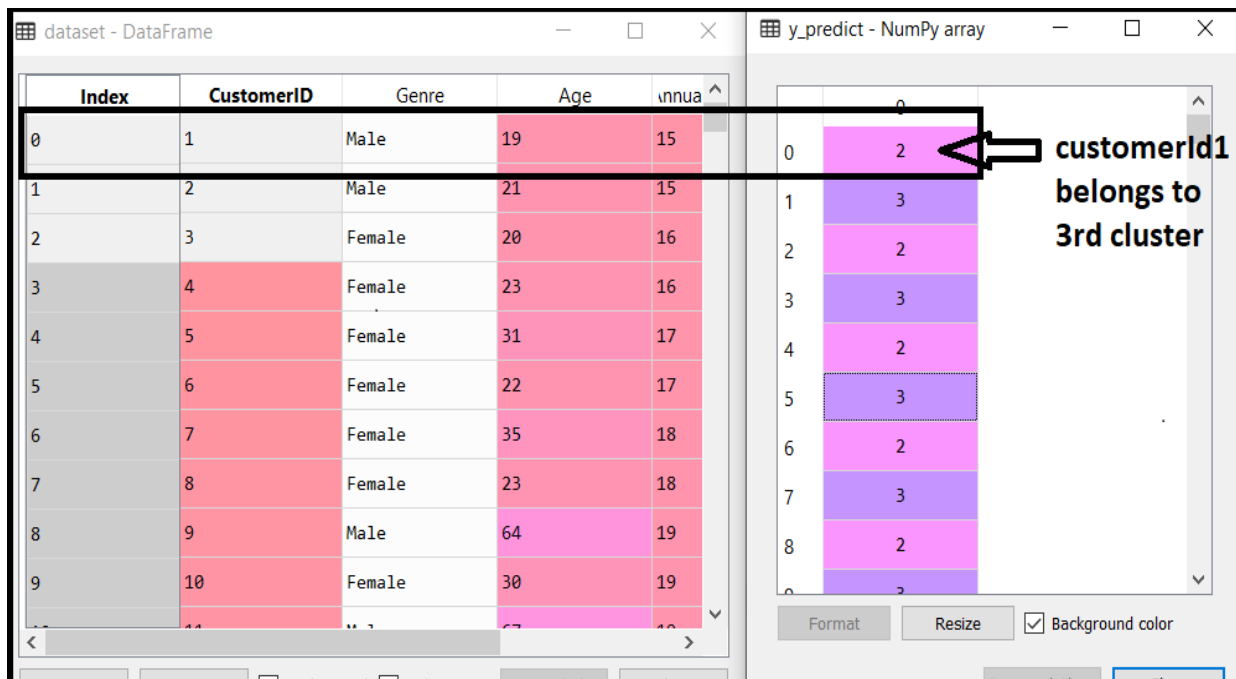 dataset - DataFrame
Index CustomerID Genre Age
0 1 Male 19 15
1 2 Male 21 15
2 3 Female 20 16
3 4 Female 23 16
4 5 Female 31 17
5 6 Female 22 17
6 7 Female 35 18
7 8 Female 23 18
8 9 Male 64 19
9 10 Female 30 19
y_predict - NumPy array
0
0 2
1 3
2 2
3 3
4 2
5 3
6 2
7 3
8 2
customerId1
belongs to
3rd cluster
Format Resize Background color